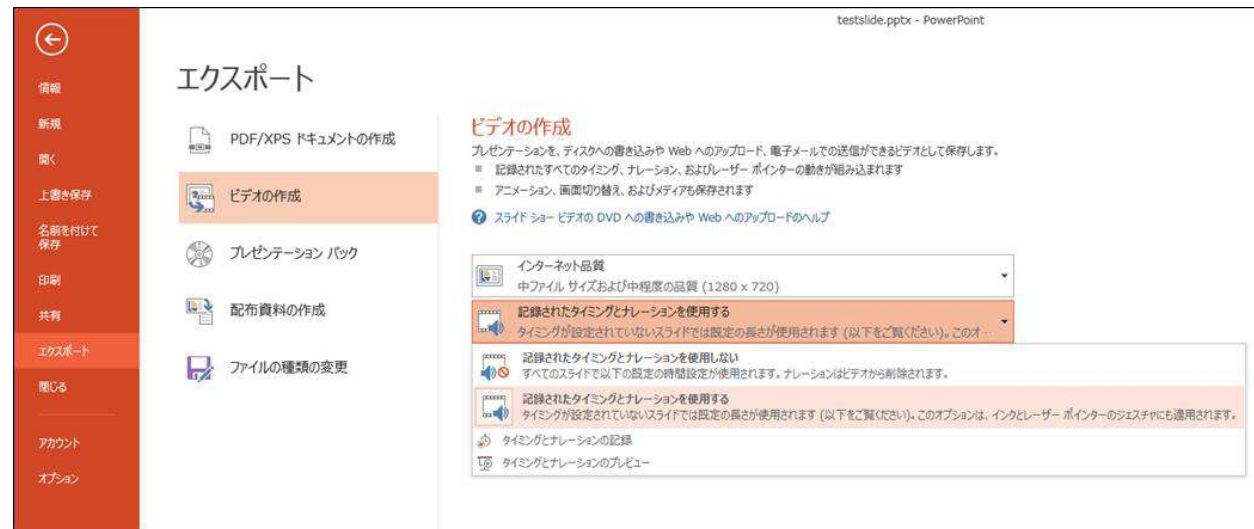 testslide.pptx - PowerPoint
情報
新規
開く
上書き保存
名前を付けて
保存
印刷
共有
エクスポート
閉じる
アカウント
オプション
エクスポート
PDF/XPS ドキュメントの作成
ビデオの作成
プレゼンテーション パック
配布資料の作成
ファイルの種類の変更
ビデオの作成
プレゼンテーションを、ディスクへの書き込みや Web へのアップロード、電子メールでの送信ができるビデオとして保存します。
記録されたすべてのタイミング、ナレーション、およびレーザー ポインターの動きが組み込まれます
アニメーション、画面切り替え、およびメディアも保存されます
スライド ショー ビデオの DVD への書き込みや Web へのアップロードのヘルプ
インターネット品質
中ファイル サイズおよび中程度の品質 (1280 x 720)
記録されたタイミングとナレーションを使用する
タイミングが設定されていないスライドでは既定の長さが使用されます (以下をご覧ください)。このオ…
記録されたタイミングとナレーションを使用しない
すべてのスライドで以下の既定の時間設定が使用されます。ナレーションはビデオから削除されます。
記録されたタイミングとナレーションを使用する
タイミングが設定されていないスライドでは既定の長さが使用されます (以下をご覧ください)。このオプションは、インクとレーザー ポインターのジェスチャにも適用されます。
タイミングとナレーションの記録
タイミングとナレーションのプレビュー